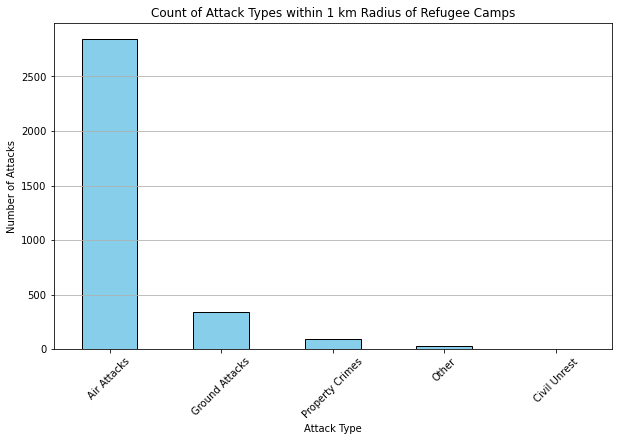 Count of Attack Types within 1 km Radius of Refugee Camps
Number of Attacks
2500
2000
1500
1000
500
0
Air Attacks
Ground Attacks
Property Crimes
Other
Civil Unrest
Attack Type